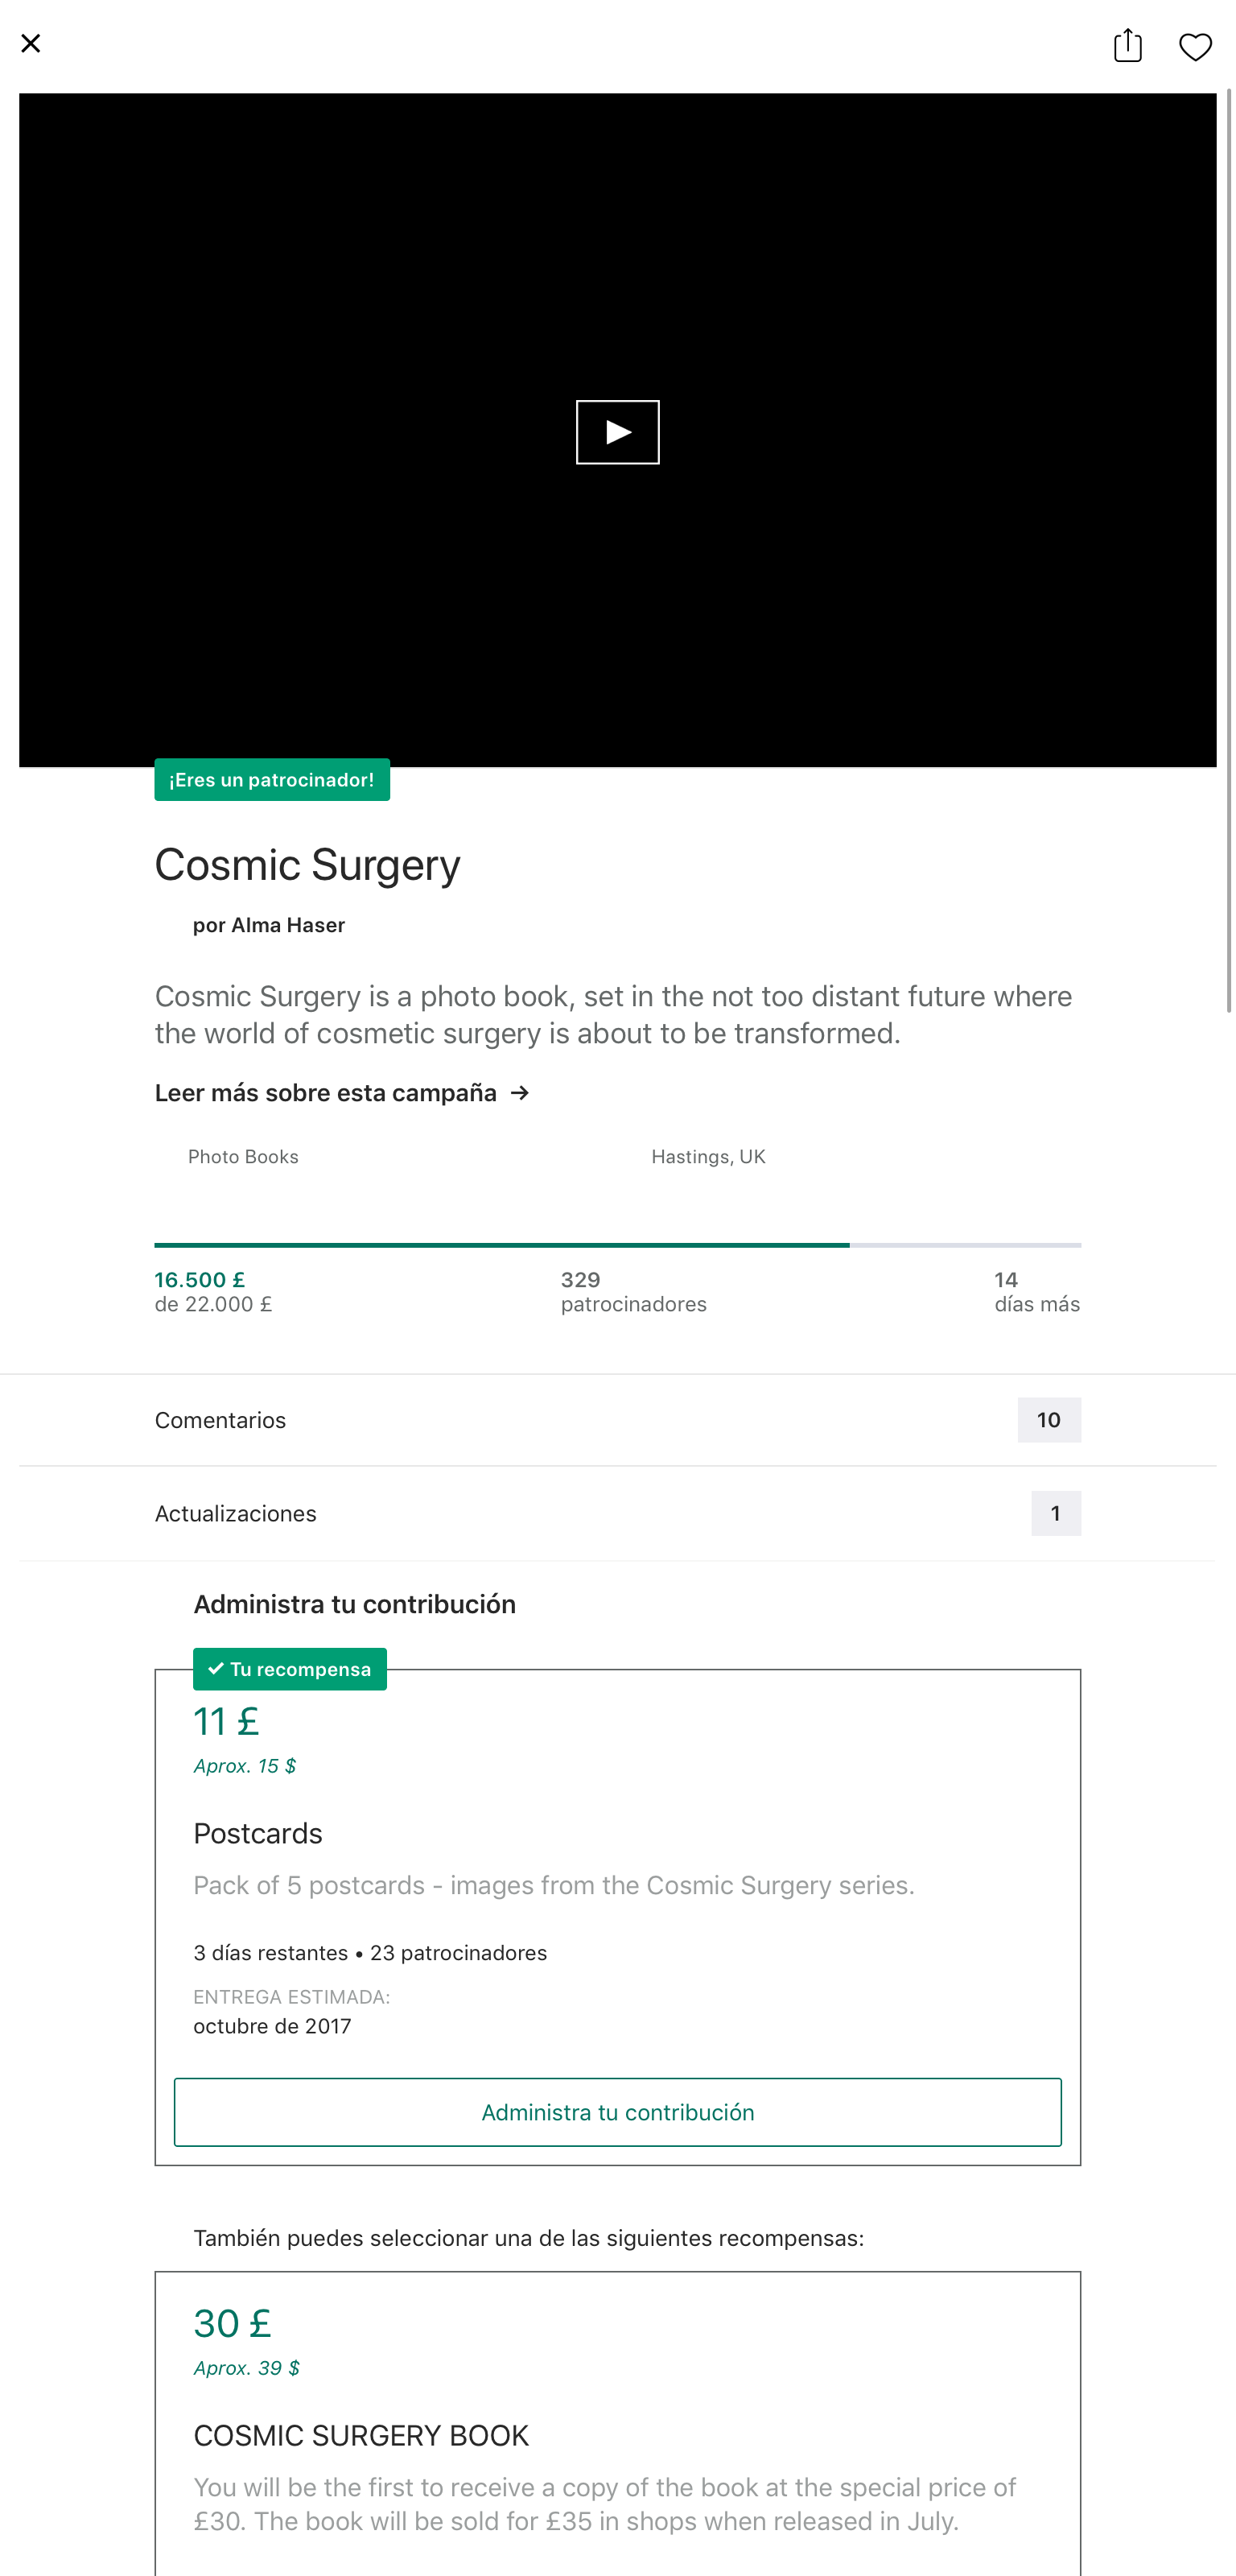 ¡Eres un patrocinador!
Cosmic Surgery
por Alma Haser
Cosmic Surgery is a photo book, set in the not too distant future where
the world of cosmetic surgery is about to be transformed.
Leer más sobre esta campaña →
Photo Books
Hastings, UK
16.500 £
de 22.000 £
329
patrocinadores
14
días más
Comentarios
10
Actualizaciones
1
Administra tu contribución
✓ Tu recompensa
11 £
Aprox. 15 $
Postcards
Pack of 5 postcards - images from the Cosmic Surgery series.
3 días restantes • 23 patrocinadores
ENTREGA ESTIMADA:
octubre de 2017
Administra tu contribución
También puedes seleccionar una de las siguientes recompensas:
30 £
Aprox. 39 $
COSMIC SURGERY BOOK
You will be the first to receive a copy of the book at the special price of
£30. The book will be sold for £35 in shops when released in July.